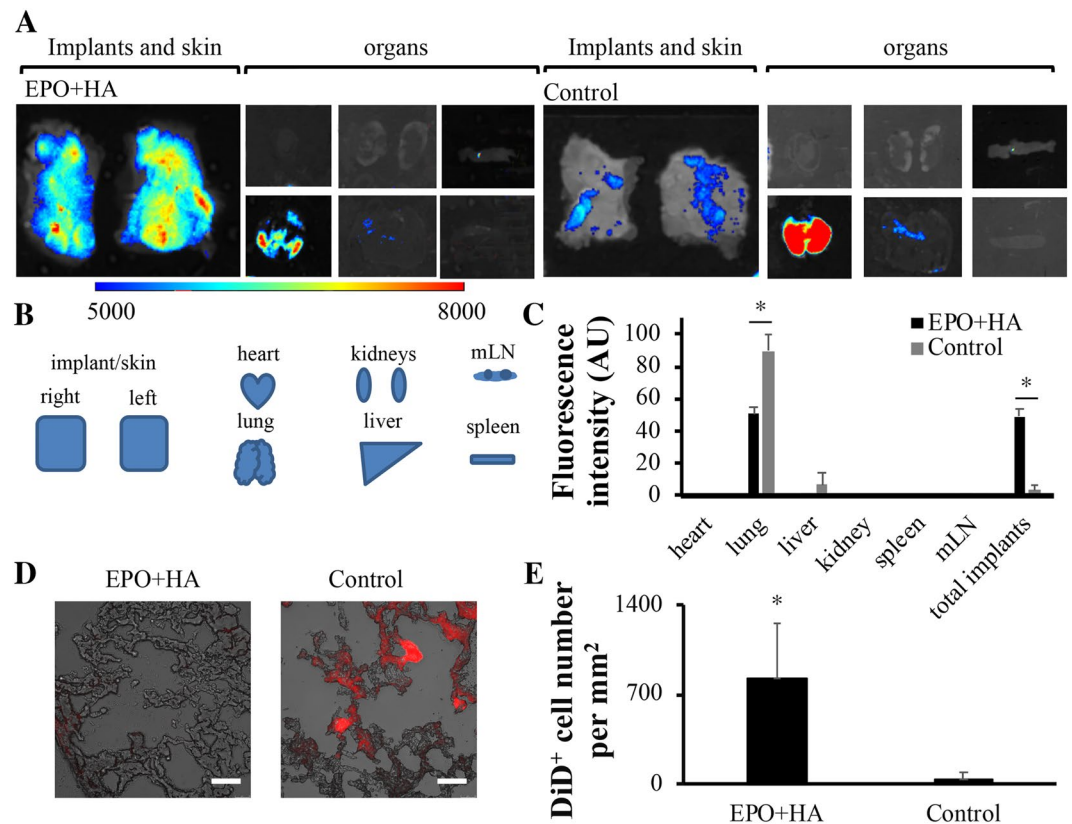 A
Implants and skin
organs
Implants and skin
organs
EPO+HA
Control
5000
8000
B
implant/skin
right
left
heart
kidneys
mLN
lung
liver
spleen
C
Fluorescence
intensity (AU)
100
80
60
40
20
0
*
*
EPO+HA
Control
heart
lung
liver
kidney
spleen
mLN
total implants
D
EPO+HA
Control
E
DiD⁺ cell number
per mm²
1400
700
0
*
EPO+HA
Control